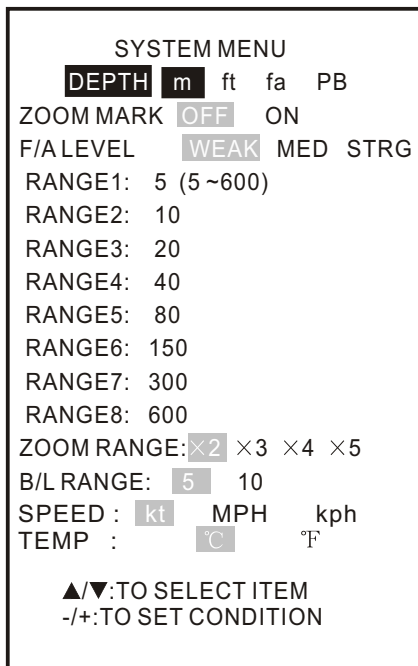 SYSTEM MENU
DEPTH m ft fa PB
ZOOM MARK OFF ON
F/A LEVEL WEAK MED STRG
RANGE1: 5 (5~600)
RANGE2: 10
RANGE3: 20
RANGE4: 40
RANGE5: 80
RANGE6: 150
RANGE7: 300
RANGE8: 600
ZOOM RANGE: ×2 ×3 ×4 ×5
B/L RANGE: 5 10
SPEED : kt MPH kph
TEMP : ℃ ℉
▲/▼:TO SELECT ITEM
-/+:TO SET CONDITION